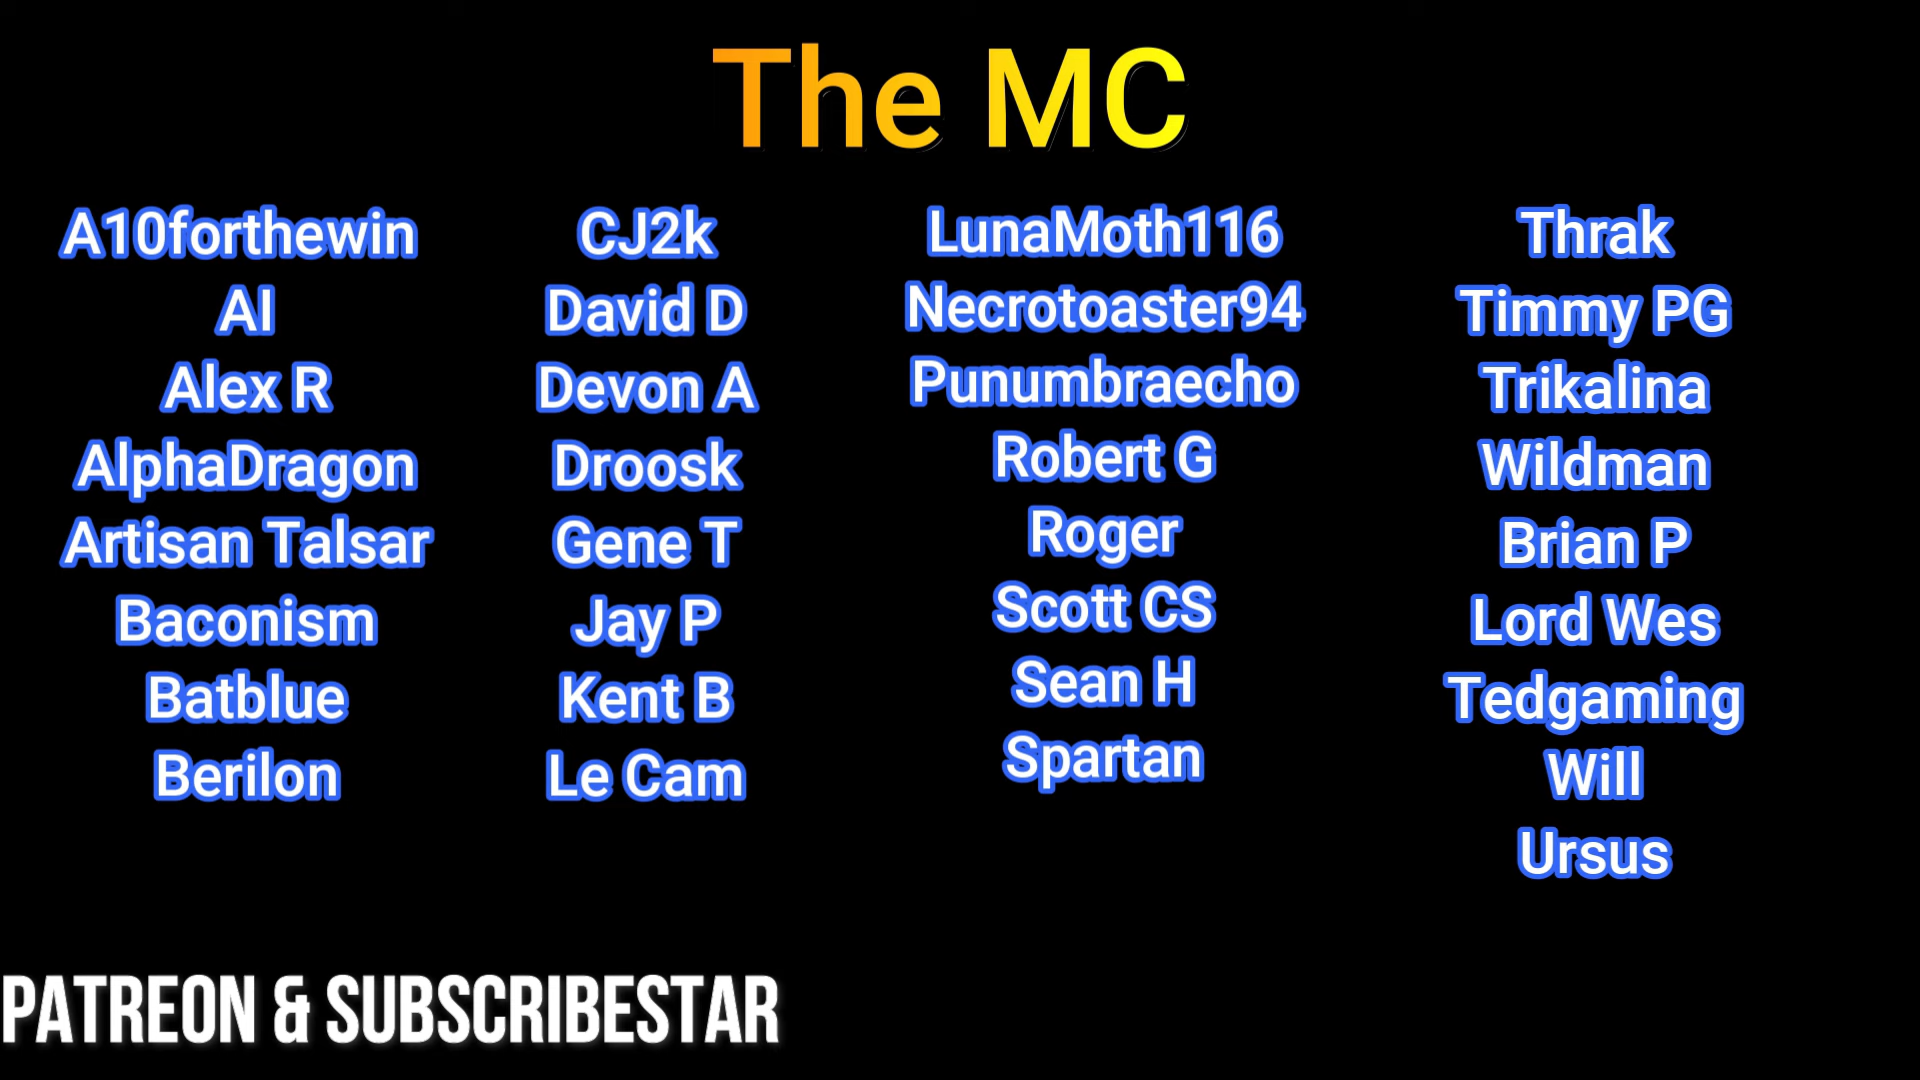 The MC
A10forthewin
AI
Alex R
AlphaDragon
Artisan Talsar
Baconism
Batblue
Berilon
CJ2k
David D
Devon A
Droosk
Gene T
Jay P
Kent B
Le Cam
LunaMoth116
Necrotoaster94
Punumbraecho
Robert G
Roger
Scott CS
Sean H
Spartan
Thrak
Timmy PG
Trikalina
Wildman
Brian P
Lord Wes
Tedgaming
Will
Ursus
PATREON & SUBSCRIBESTAR